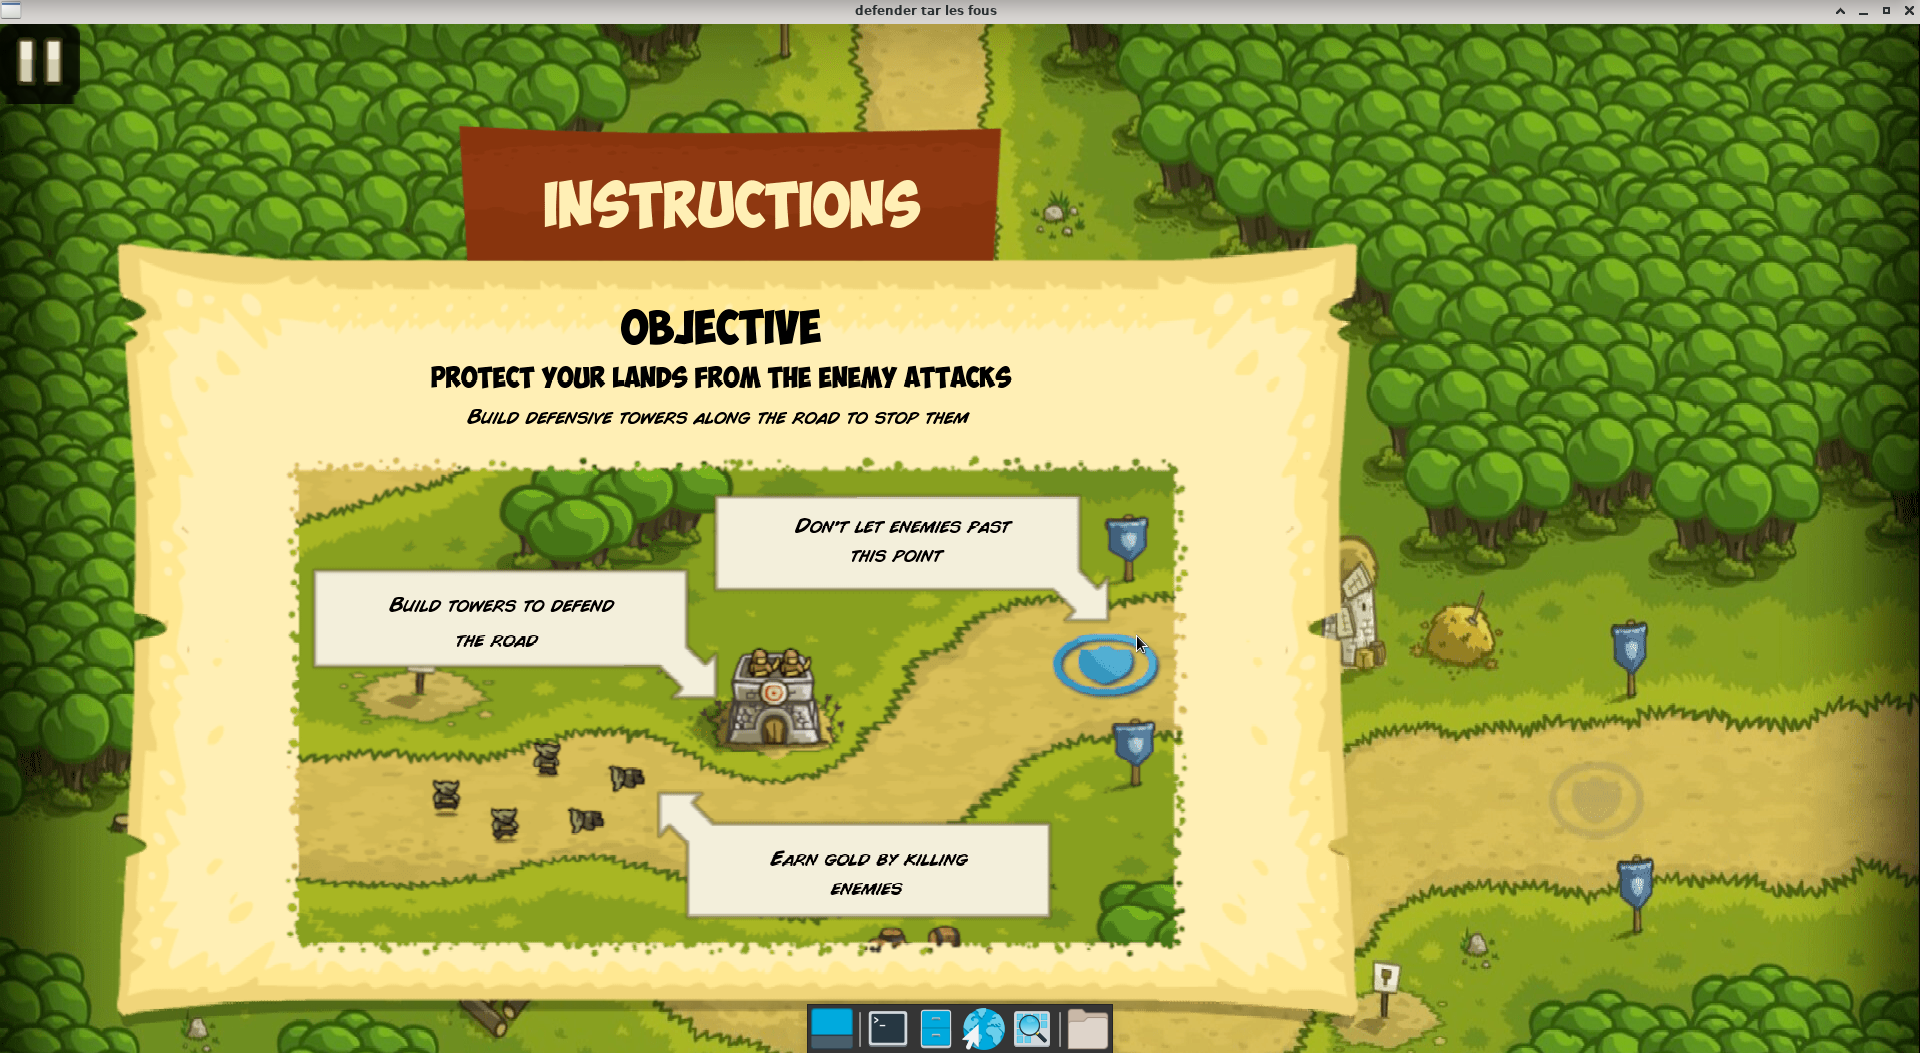 defender tar les fous
INSTRUCTIONS
OBJECTIVE
PROTECT YOUR LANDS FROM THE ENEMY ATTACKS
BUILD DEFENSIVE TOWERS ALONG THE ROAD TO STOP THEM
DON'T LET ENEMIES PAST
THIS POINT
BUILD TOWERS TO DEFEND
THE ROAD
EARN GOLD BY KILLING
ENEMIES